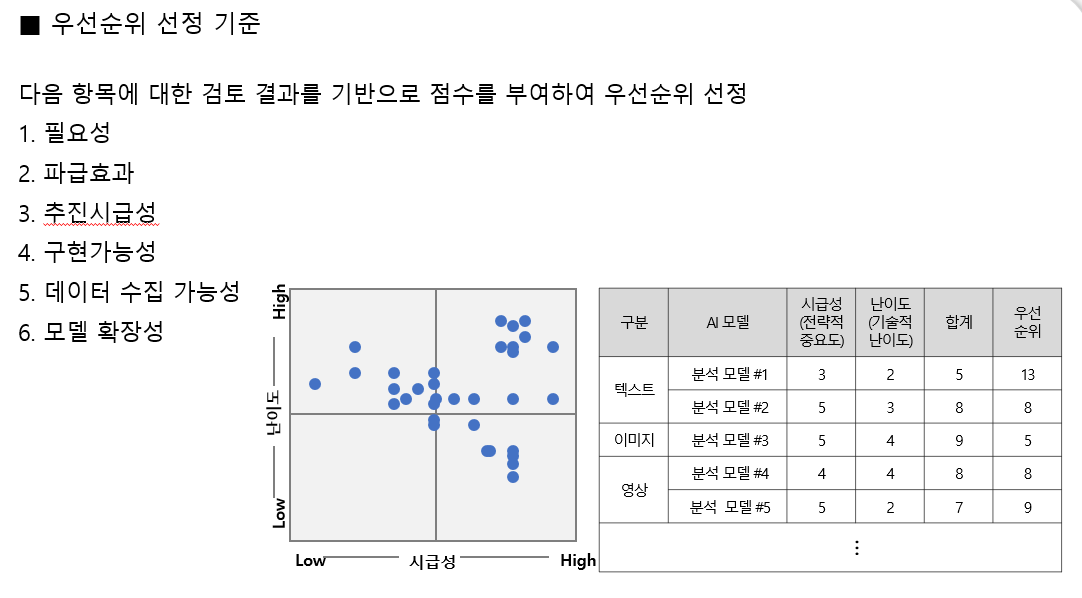 ■ 우선순위 선정 기준
다음 항목에 대한 검토 결과를 기반으로 점수를 부여하여 우선순위 선정
1. 필요성
2. 파급효과
3. 추진시급성
4. 구현가능성
5. 데이터 수집 가능성
6. 모델 확장성
High
난이도
Low
Low 시급성 High
구분 AI 모델 시급성 (전략적 중요도) 난이도 (기술적 난이도) 합계 우선 순위
텍스트 분석 모델 #1 3 2 5 13
분석 모델 #2 5 3 8 8
이미지 분석 모델 #3 5 4 9 5
영상 분석 모델 #4 4 4 8 8
분석 모델 #5 5 2 7 9
⋮